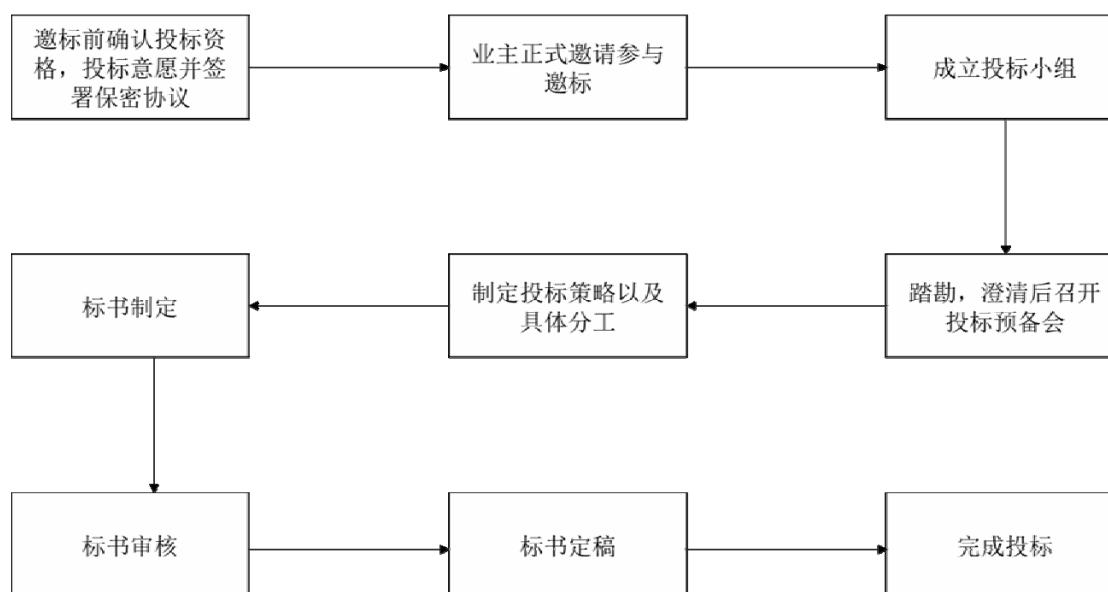 邀标前确认投标资
格，投标意愿并签
署保密协议
业主正式邀请参与
邀标
成立投标小组
踏勘，澄清后召开
投标预备会
制定投标策略以及
具体分工
标书制定
标书审核
标书定稿
完成投标